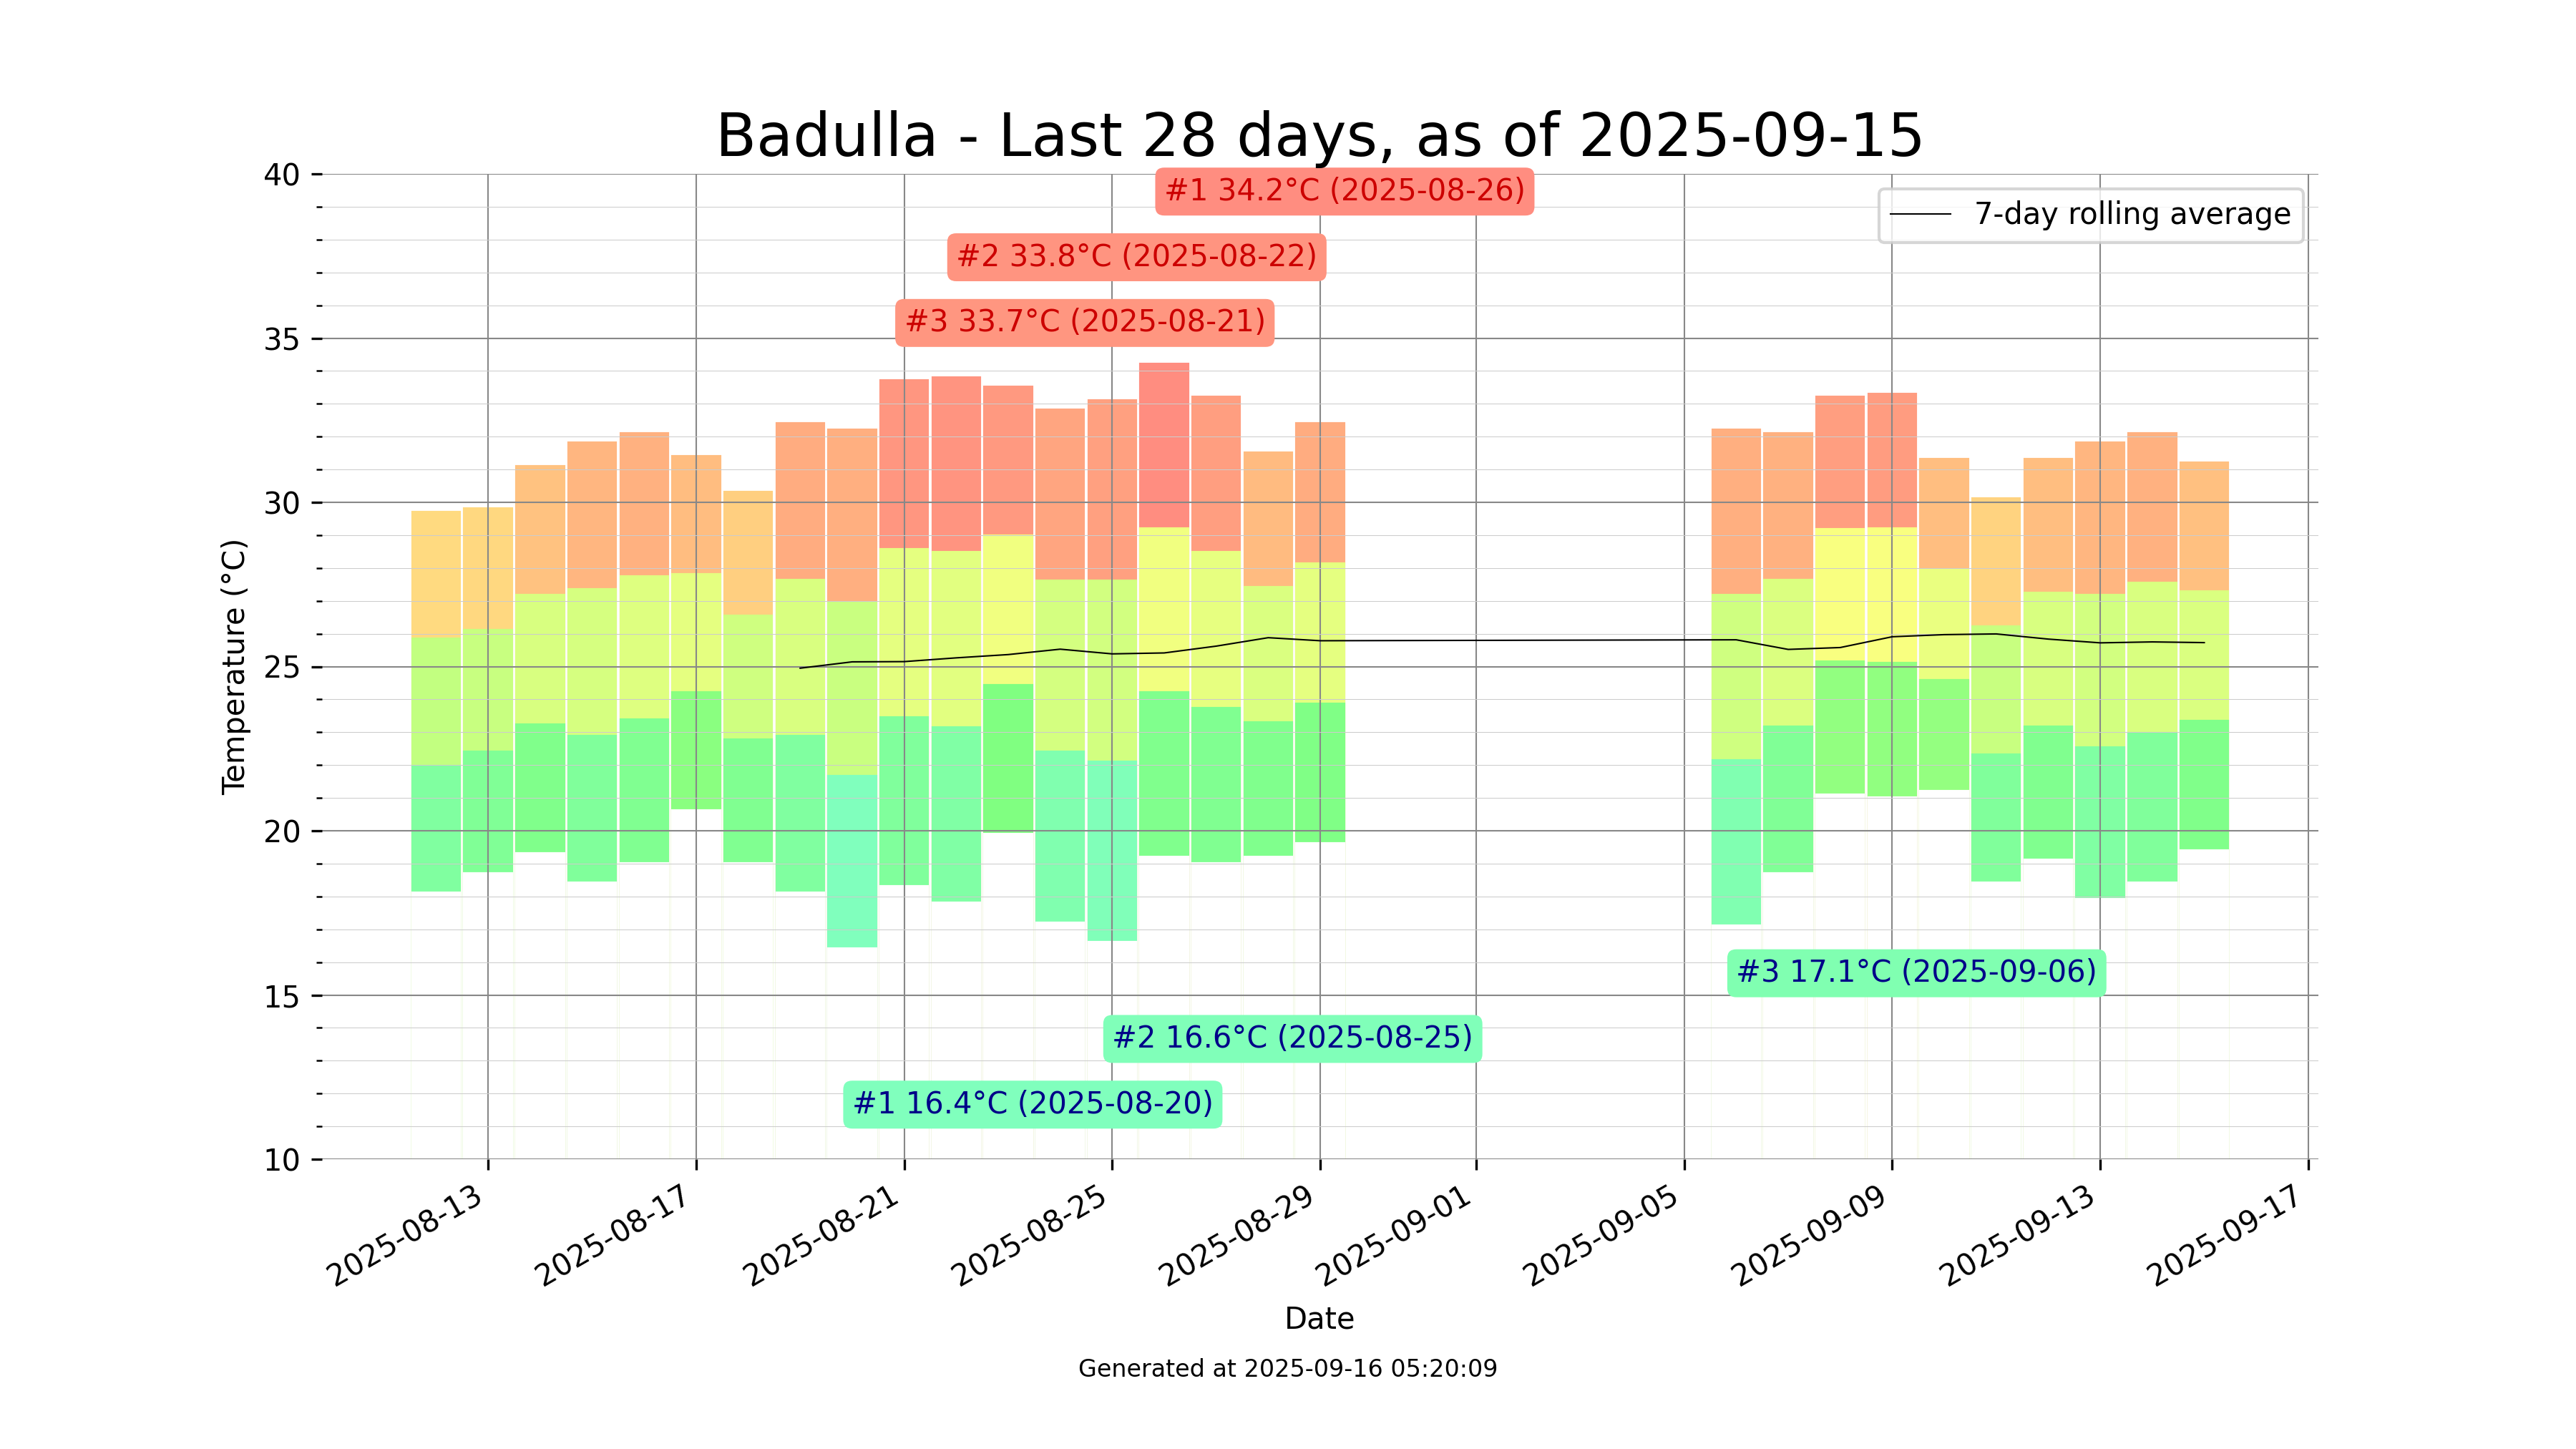 Badulla - Last 28 days, as of 2025-09-15
40
35
30
25
20
15
10
Temperature (°C)
#1 34.2°C (2025-08-26)
#2 33.8°C (2025-08-22)
#3 33.7°C (2025-08-21)
7-day rolling average
#3 17.1°C (2025-09-06)
#2 16.6°C (2025-08-25)
#1 16.4°C (2025-08-20)
2025-08-13
2025-08-17
2025-08-21
2025-08-25
2025-08-29
2025-09-01
2025-09-05
2025-09-09
2025-09-13
2025-09-17
Date
Generated at 2025-09-16 05:20:09